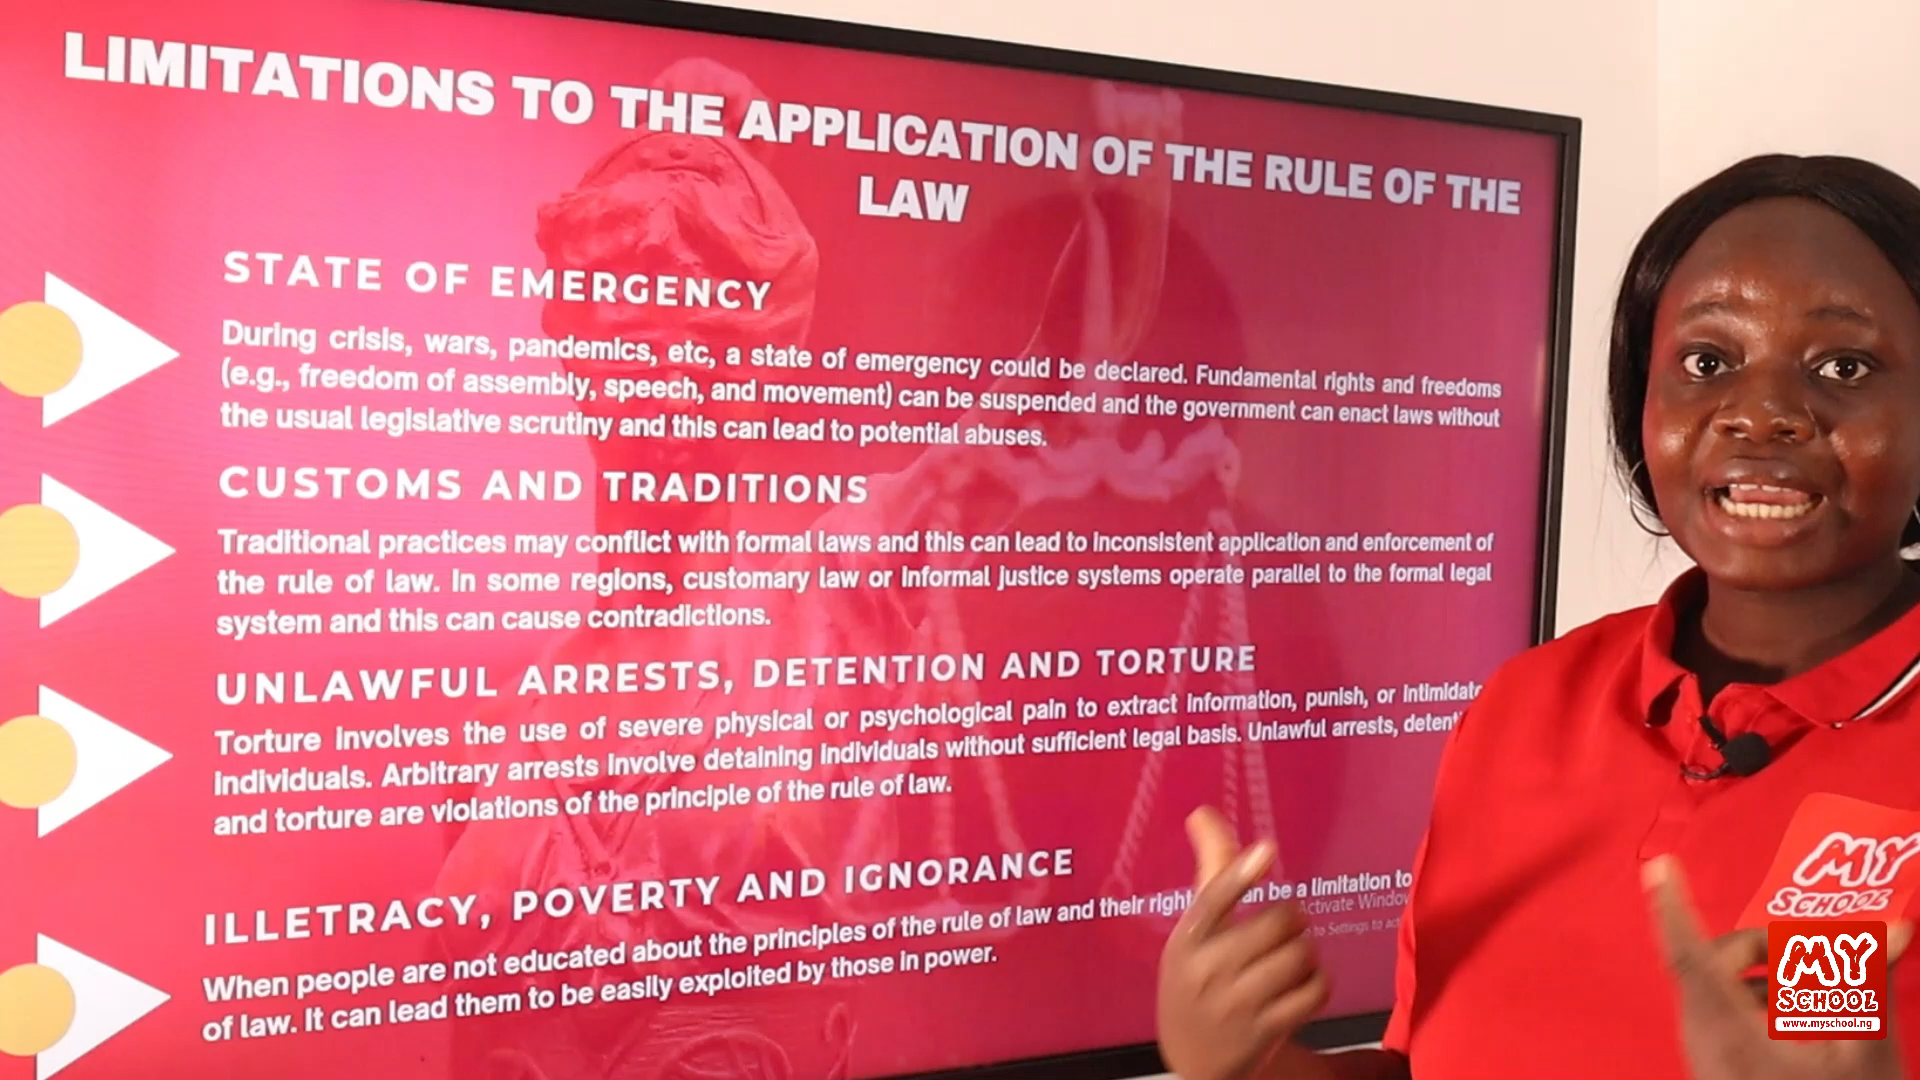 LIMITATIONS TO THE APPLICATION OF THE RULE OF THE
LAW
STATE OF EMERGENCY
During crisis, wars, pandemics, etc, a state of emergency could be declared. Fundamental rights and freedoms
(e.g., freedom of assembly, speech, and movement) can be suspended and the government can enact laws without
the usual legislative scrutiny and this can lead to potential abuses.
CUSTOMS AND TRADITIONS
Traditional practices may conflict with formal laws and this can lead to inconsistent application and enforcement of
the rule of law. In some regions, customary law or informal justice systems operate parallel to the formal legal
system and this can cause contradictions.
UNLAWFUL ARRESTS, DETENTION AND TORTURE
Torture involves the use of severe physical or psychological pain to extract information, punish, or intimidate
individuals. Arbitrary arrests involve detaining individuals without sufficient legal basis. Unlawful arrests,
and torture are violations of the principle of the rule of law.
ILLETRACY, POVERTY AND IGNORANCE
When people are not educated about the principles of the rule of law and their be a limitation to
of law. It can lead them to be easily exploited by those in power.
Activate
to Settings to
MY
SCHOOL
MY
SCHOOL
www.myschool.ng